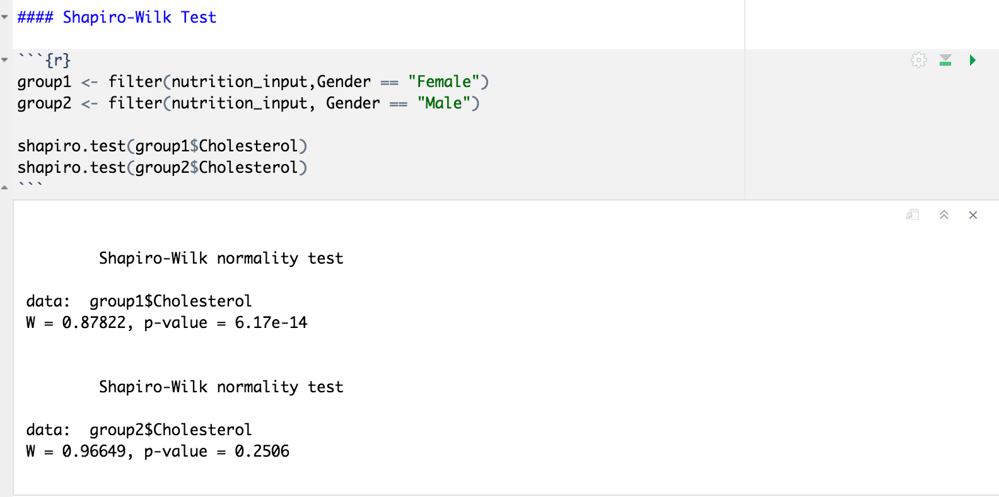 #### Shapiro-Wilk Test
```{r}
group1 <- filter(nutrition_input,Gender == "Female")
group2 <- filter(nutrition_input, Gender == "Male")
shapiro.test(group1$Cholesterol)
shapiro.test(group2$Cholesterol)
```
Shapiro-Wilk normality test
data:  group1$Cholesterol
W = 0.87822, p-value = 6.17e-14
Shapiro-Wilk normality test
data:  group2$Cholesterol
W = 0.96649, p-value = 0.2506